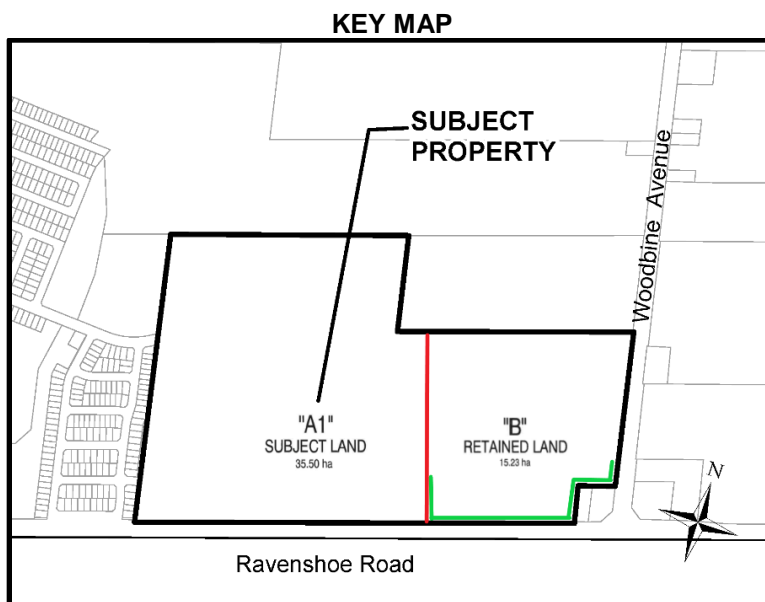 KEY MAP
SUBJECT
PROPERTY
Woodbine Avenue
"A1"
SUBJECT LAND
35.50 ha
"B"
RETAINED LAND
15.23 ha
N
Ravenshoe Road